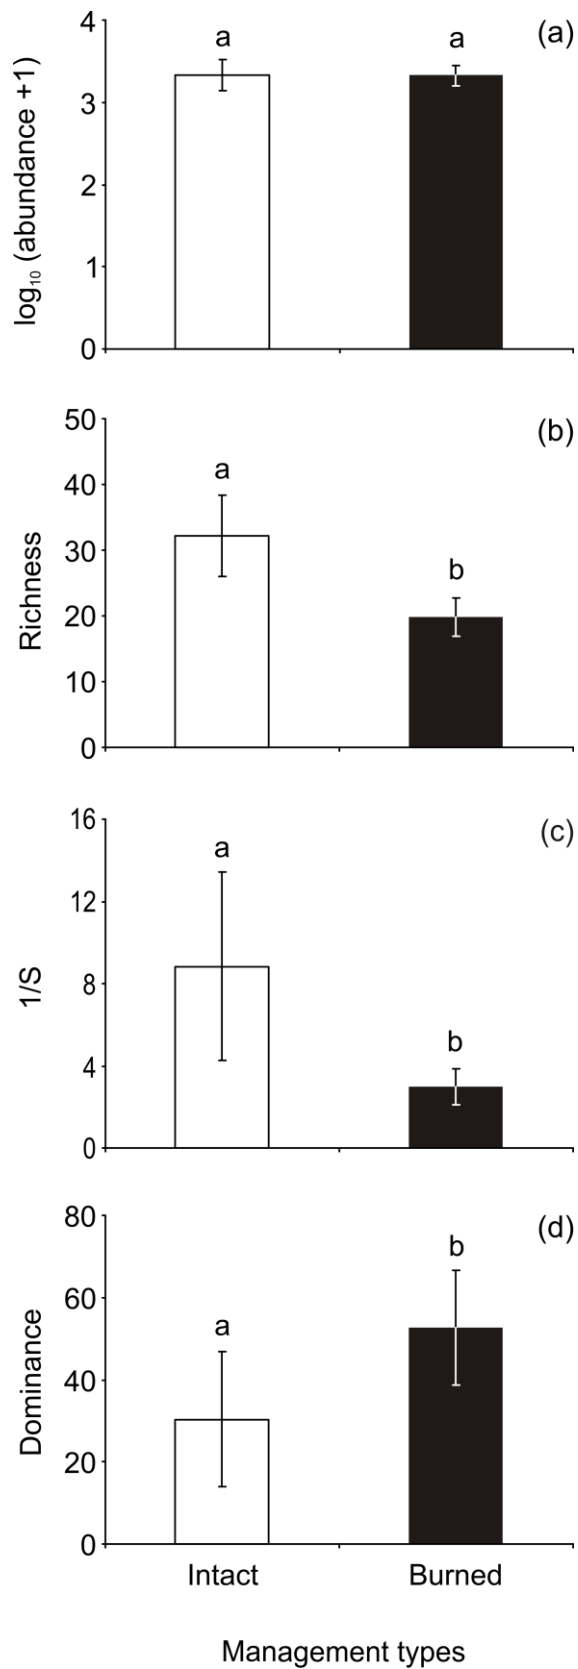 (a)
log₁₀ (abundance +1)
4
3
2
1
0
a
a
(b)
Richness
50
40
30
20
10
0
a
b
(c)
1/S
16
12
8
4
0
a
b
(d)
Dominance
80
60
40
20
0
a
b
Intact Burned
Management types